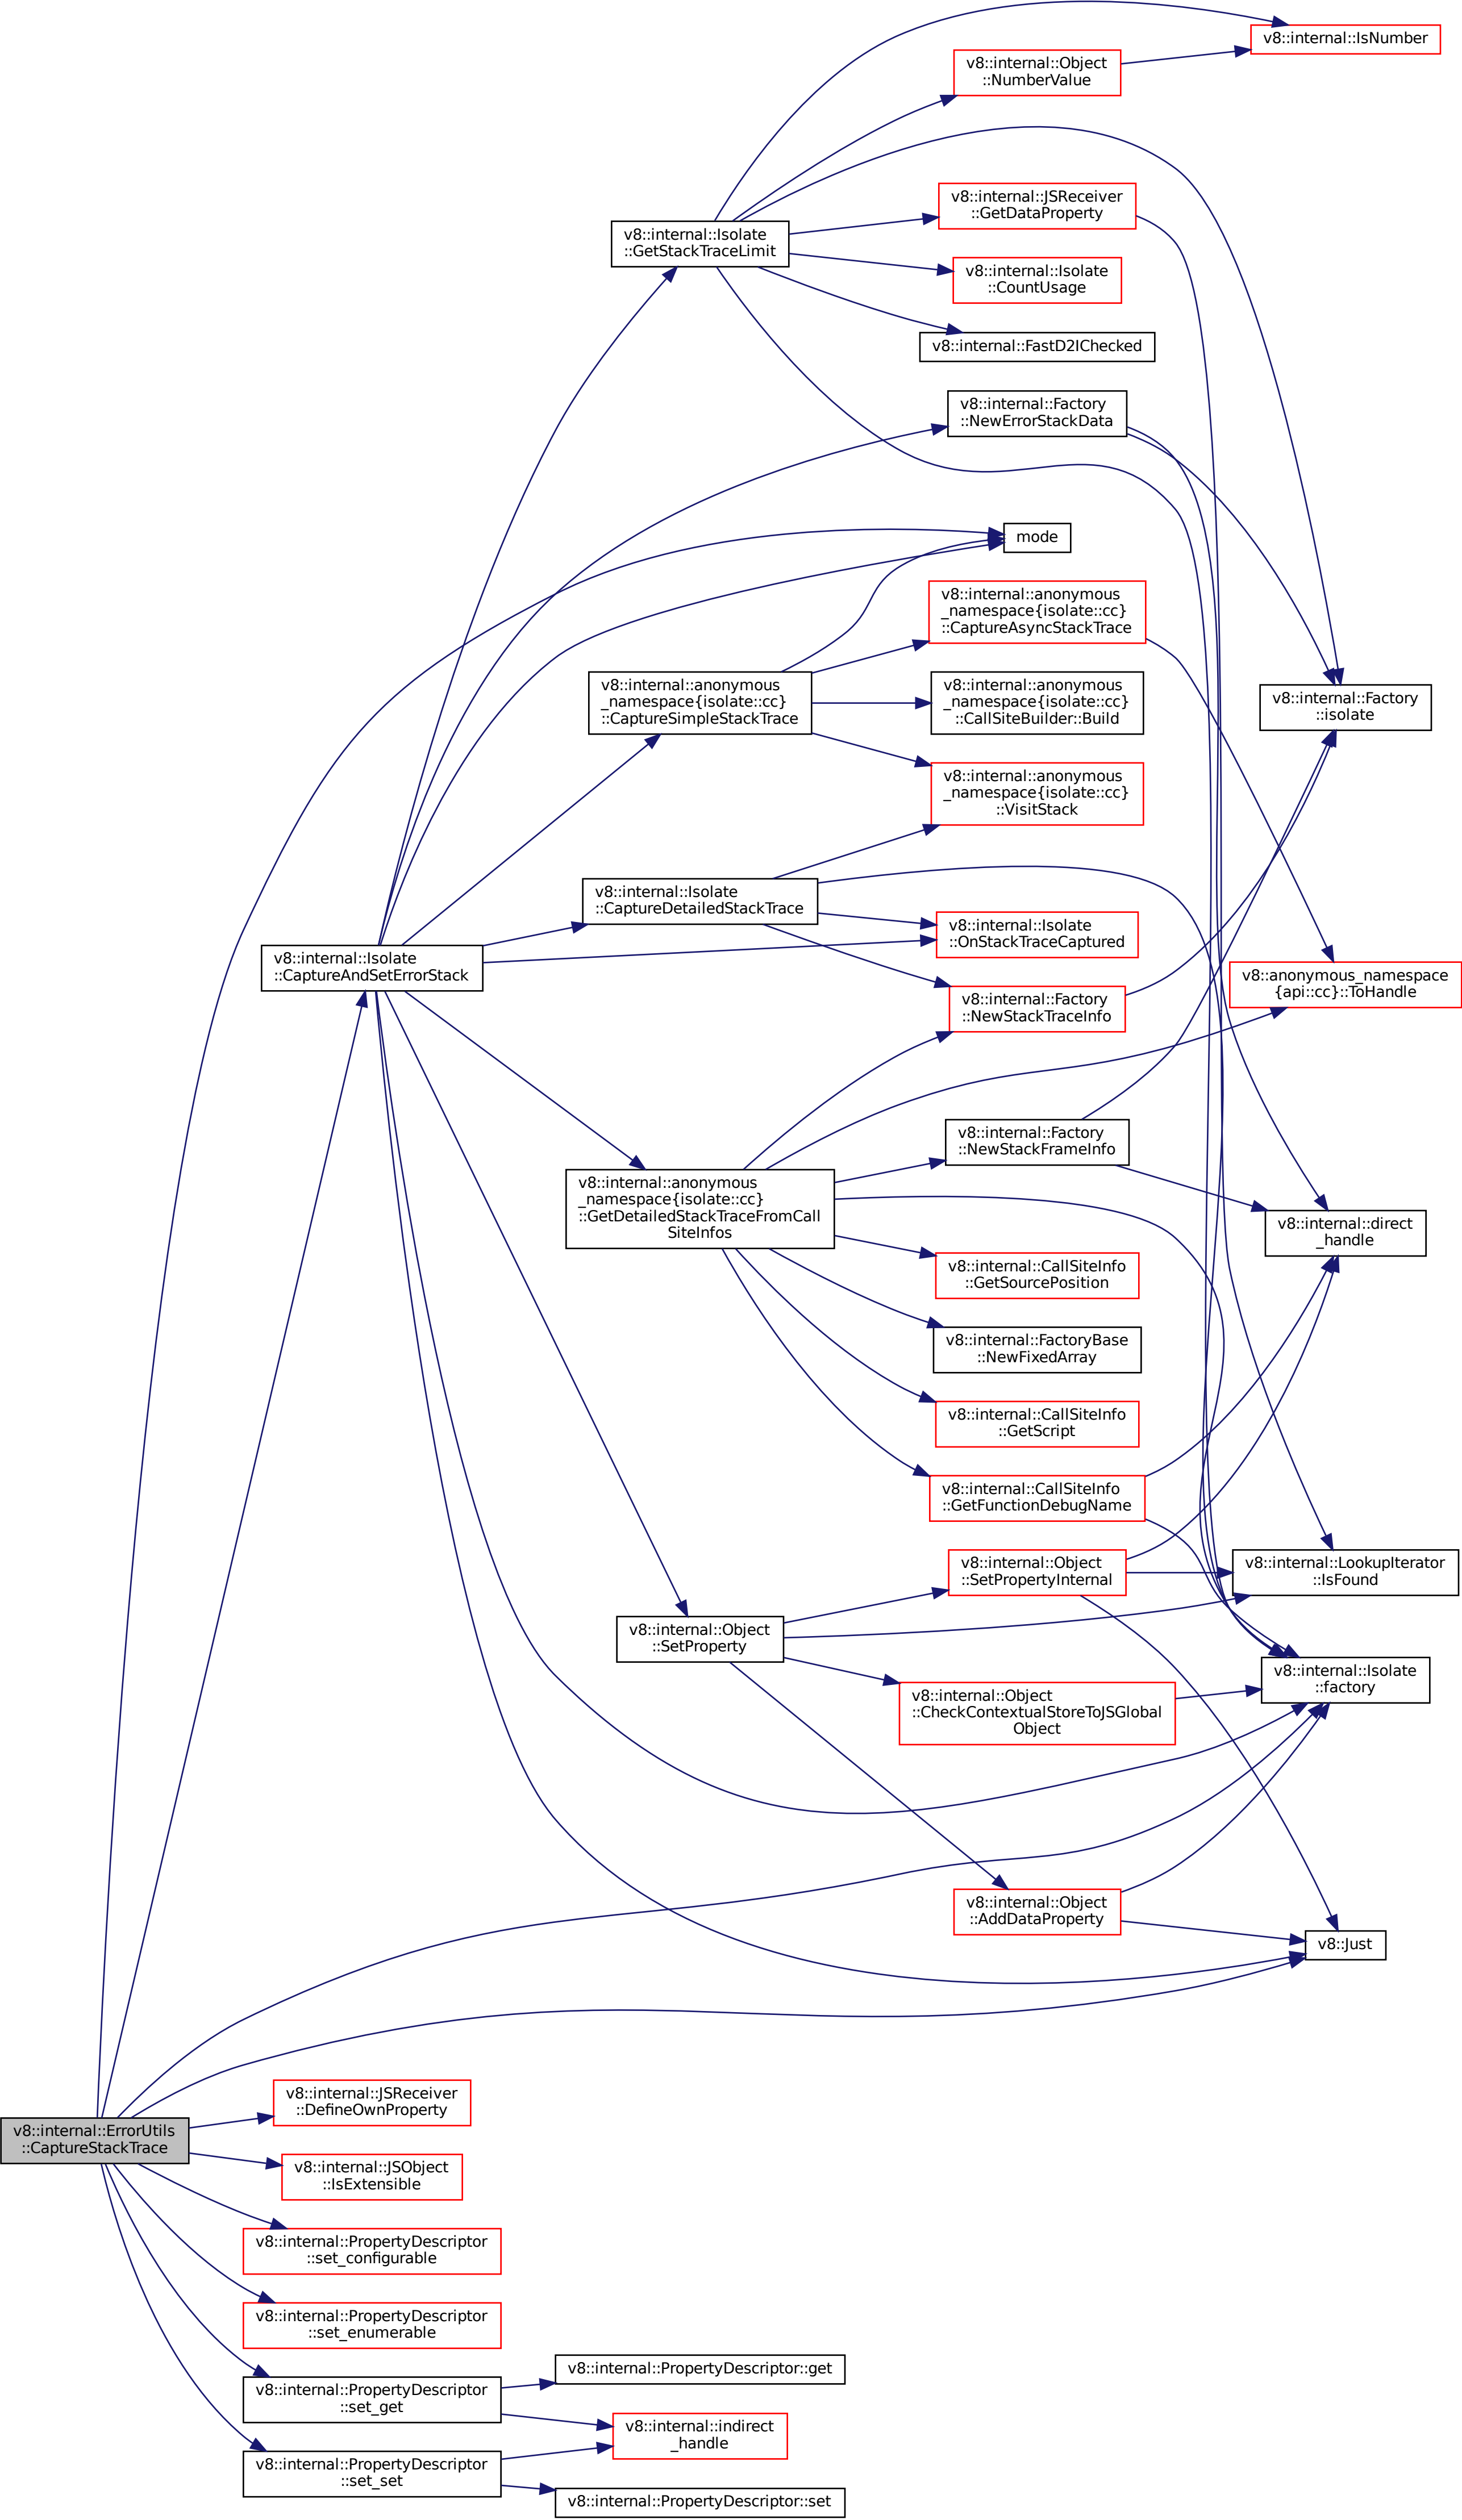 v8::internal::IsNumber
v8::internal::Object
::NumberValue
v8::internal::JSReceiver
::GetDataProperty
v8::internal::Isolate
::GetStackTraceLimit
v8::internal::Isolate
::CountUsage
v8::internal::FastD2IChecked
v8::internal::Factory
::NewErrorStackData
mode
v8::internal::anonymous
_namespace{isolate::cc}
::CaptureAsyncStackTrace
v8::internal::anonymous
_namespace{isolate::cc}
::CaptureSimpleStackTrace
v8::internal::anonymous
_namespace{isolate::cc}
::CallSiteBuilder::Build
v8::internal::Factory
::isolate
v8::internal::anonymous
_namespace{isolate::cc}
::VisitStack
v8::internal::Isolate
::CaptureDetailedStackTrace
v8::internal::Isolate
::OnStackTraceCaptured
v8::internal::Isolate
::CaptureAndSetErrorStack
v8::anonymous_namespace
{api::cc}::ToHandle
v8::internal::Factory
::NewStackTraceInfo
v8::internal::Factory
::NewStackFrameInfo
v8::internal::anonymous
_namespace{isolate::cc}
::GetDetailedStackTraceFromCall
SiteInfos
v8::internal::direct
_handle
v8::internal::CallSiteInfo
::GetSourcePosition
v8::internal::FactoryBase
::NewFixedArray
v8::internal::CallSiteInfo
::GetScript
v8::internal::CallSiteInfo
::GetFunctionDebugName
v8::internal::Object
::SetPropertyInternal
v8::internal::LookupIterator
::IsFound
v8::internal::Object
::SetProperty
v8::internal::Isolate
::factory
v8::internal::Object
::CheckContextualStoreToJSGlobal
Object
v8::internal::Object
::AddDataProperty
v8::Just
v8::internal::JSReceiver
::DefineOwnProperty
v8::internal::ErrorUtils
::CaptureStackTrace
v8::internal::JSObject
::IsExtensible
v8::internal::PropertyDescriptor
::set_configurable
v8::internal::PropertyDescriptor
::set_enumerable
v8::internal::PropertyDescriptor::get
v8::internal::PropertyDescriptor
::set_get
v8::internal::indirect
_handle
v8::internal::PropertyDescriptor
::set_set
v8::internal::PropertyDescriptor::set